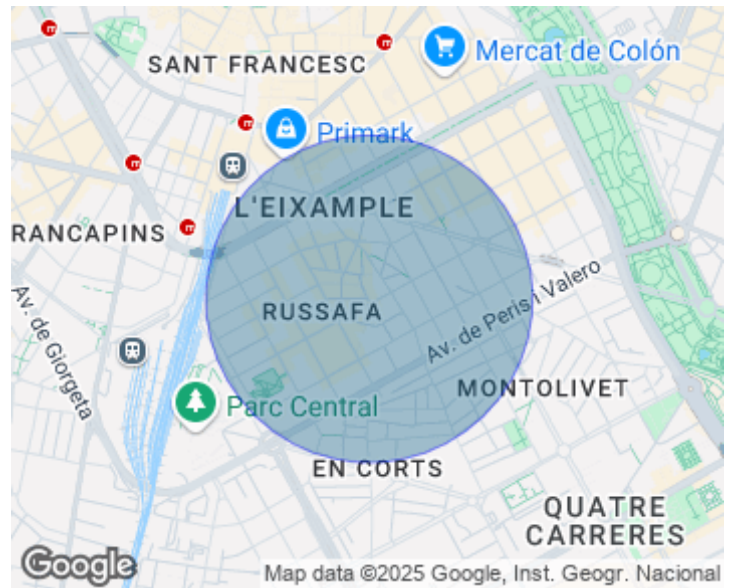 SANT FRANCESC
Mercat de Colón
Primark
L'EIXAMPLE
RANCAPINS
RUSSAFA
Av. de Peris i Valero
Av. de Giorgeta
MONTOLIVET
Parc Central
EN CORTS
QUATRE
CARRERES
Google
Map data ©2025 Google, Inst. Geogr. Nacional